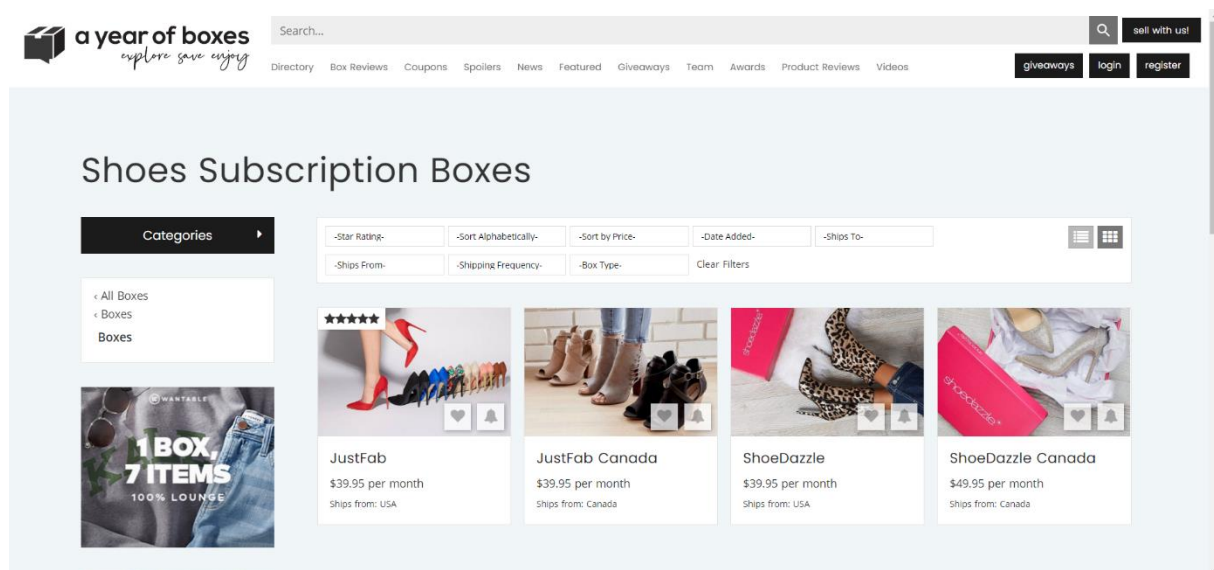 a year of boxes
explore save enjoy
Search...
sell with us!
Directory Box Reviews Coupons Spoilers News Featured Giveaways Team Awards Product Reviews Videos
giveaways login register
Shoes Subscription Boxes
Categories
-Star Rating- -Sort Alphabetically- -Sort by Price- -Date Added- -Ships To-
-Ships From- -Shipping Frequency- -Box Type- Clear Filters
‹ All Boxes
‹ Boxes
Boxes
WANTABLE
1 BOX,
7 ITEMS
100% LOUNGE
shoedazzle
shoedazzle
JustFab
$39.95 per month
Ships from: USA
JustFab Canada
$39.95 per month
Ships from: Canada
ShoeDazzle
$39.95 per month
Ships from: USA
ShoeDazzle Canada
$49.95 per month
Ships from: Canada